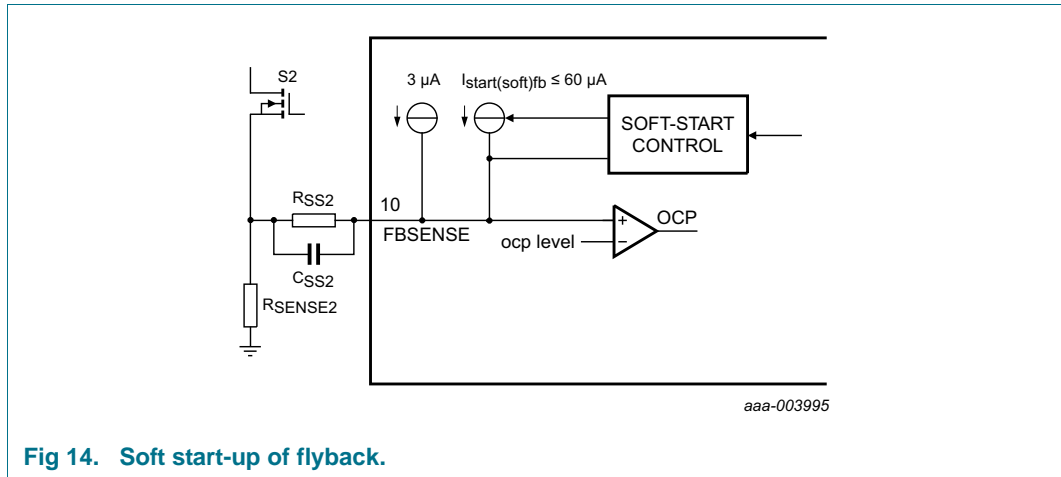 S2
3 µA
Istart(soft)fb ≤ 60 µA
SOFT-START
CONTROL
RSS2
10
FBSENSE
CSS2
RSENSE2
ocp level
+
−
OCP
aaa-003995
Fig 14. Soft start-up of flyback.